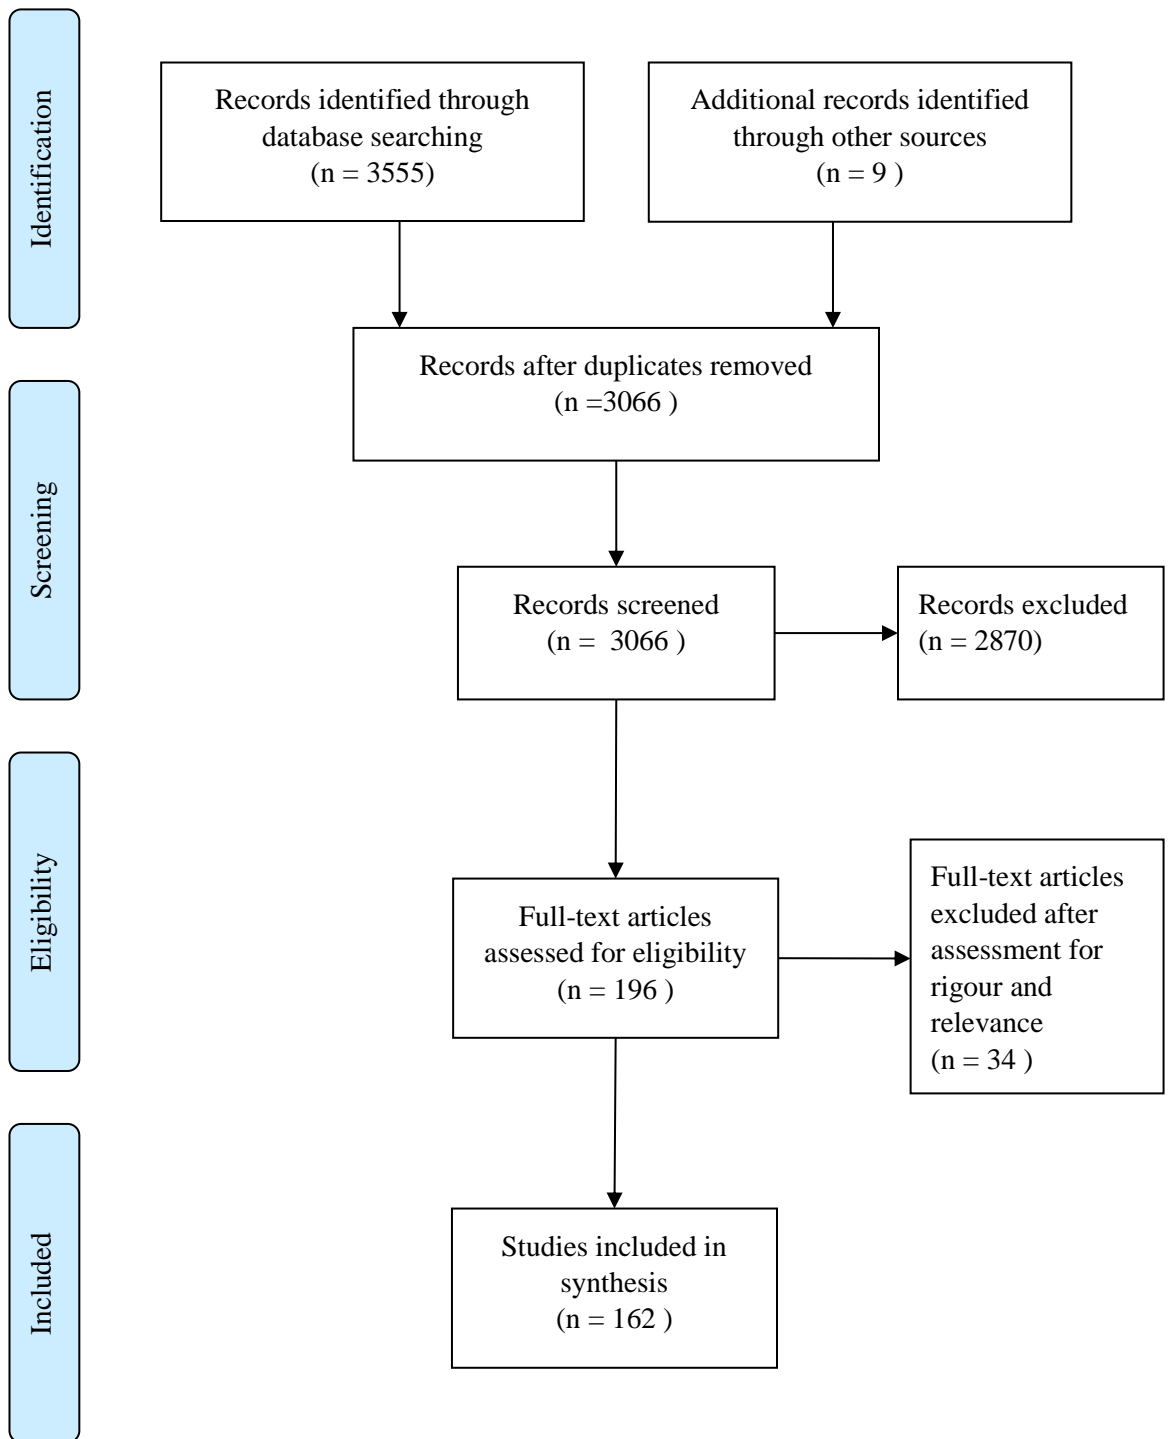 Identification
Records identified through
database searching
(n = 3555)
Additional records identified
through other sources
(n = 9 )
Records after duplicates removed
(n =3066 )
Screening
Records screened
(n =  3066 )
Records excluded
(n = 2870)
Eligibility
Full-text articles
assessed for eligibility
(n = 196 )
Full-text articles
excluded after
assessment for
rigour and
relevance
(n = 34 )
Included
Studies included in
synthesis
(n = 162 )